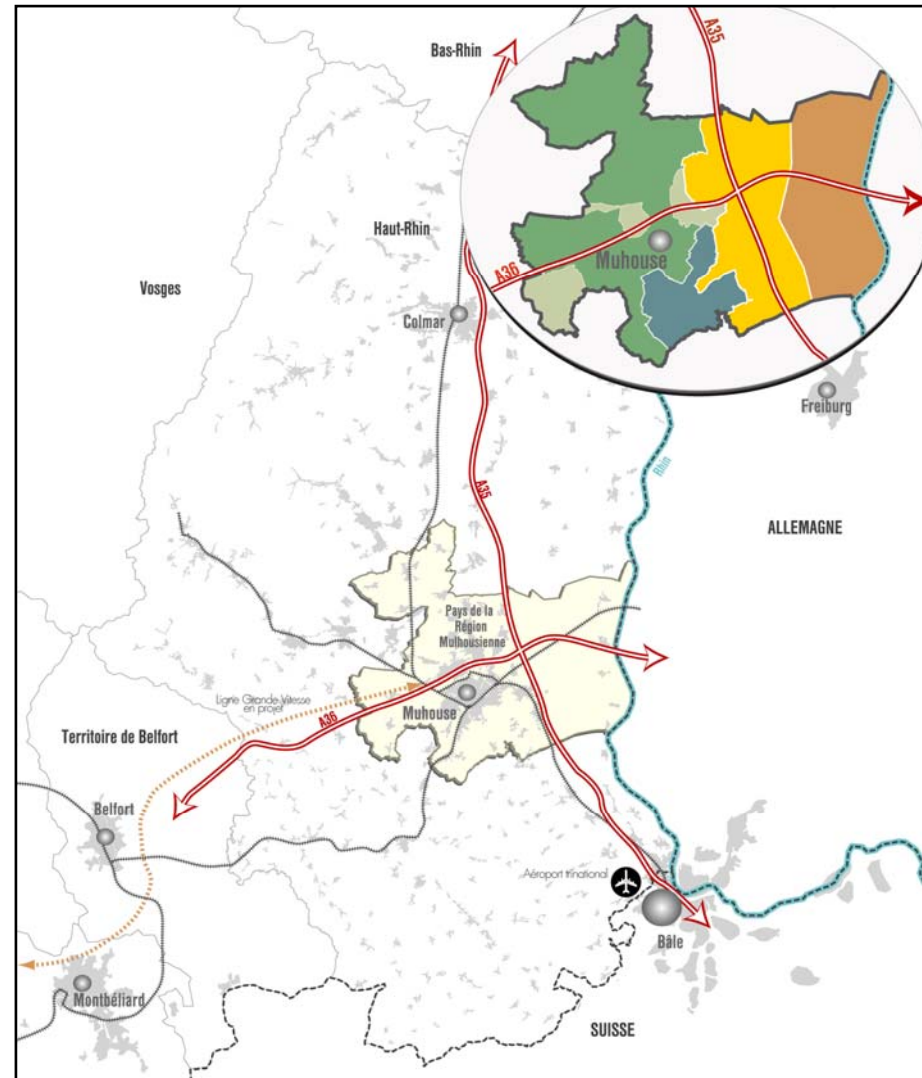 Bas-Rhin
A35
Haut-Rhin
Muhouse
A36
Vosges
Colmar
Freiburg
Rhin
A35
ALLEMAGNE
Pays de la
Région
Mulhousienne
Ligne Grande Vitesse
en projet
Muhouse
A36
Territoire de Belfort
Belfort
Aéroport trinational
Bâle
Montbéliard
SUISSE